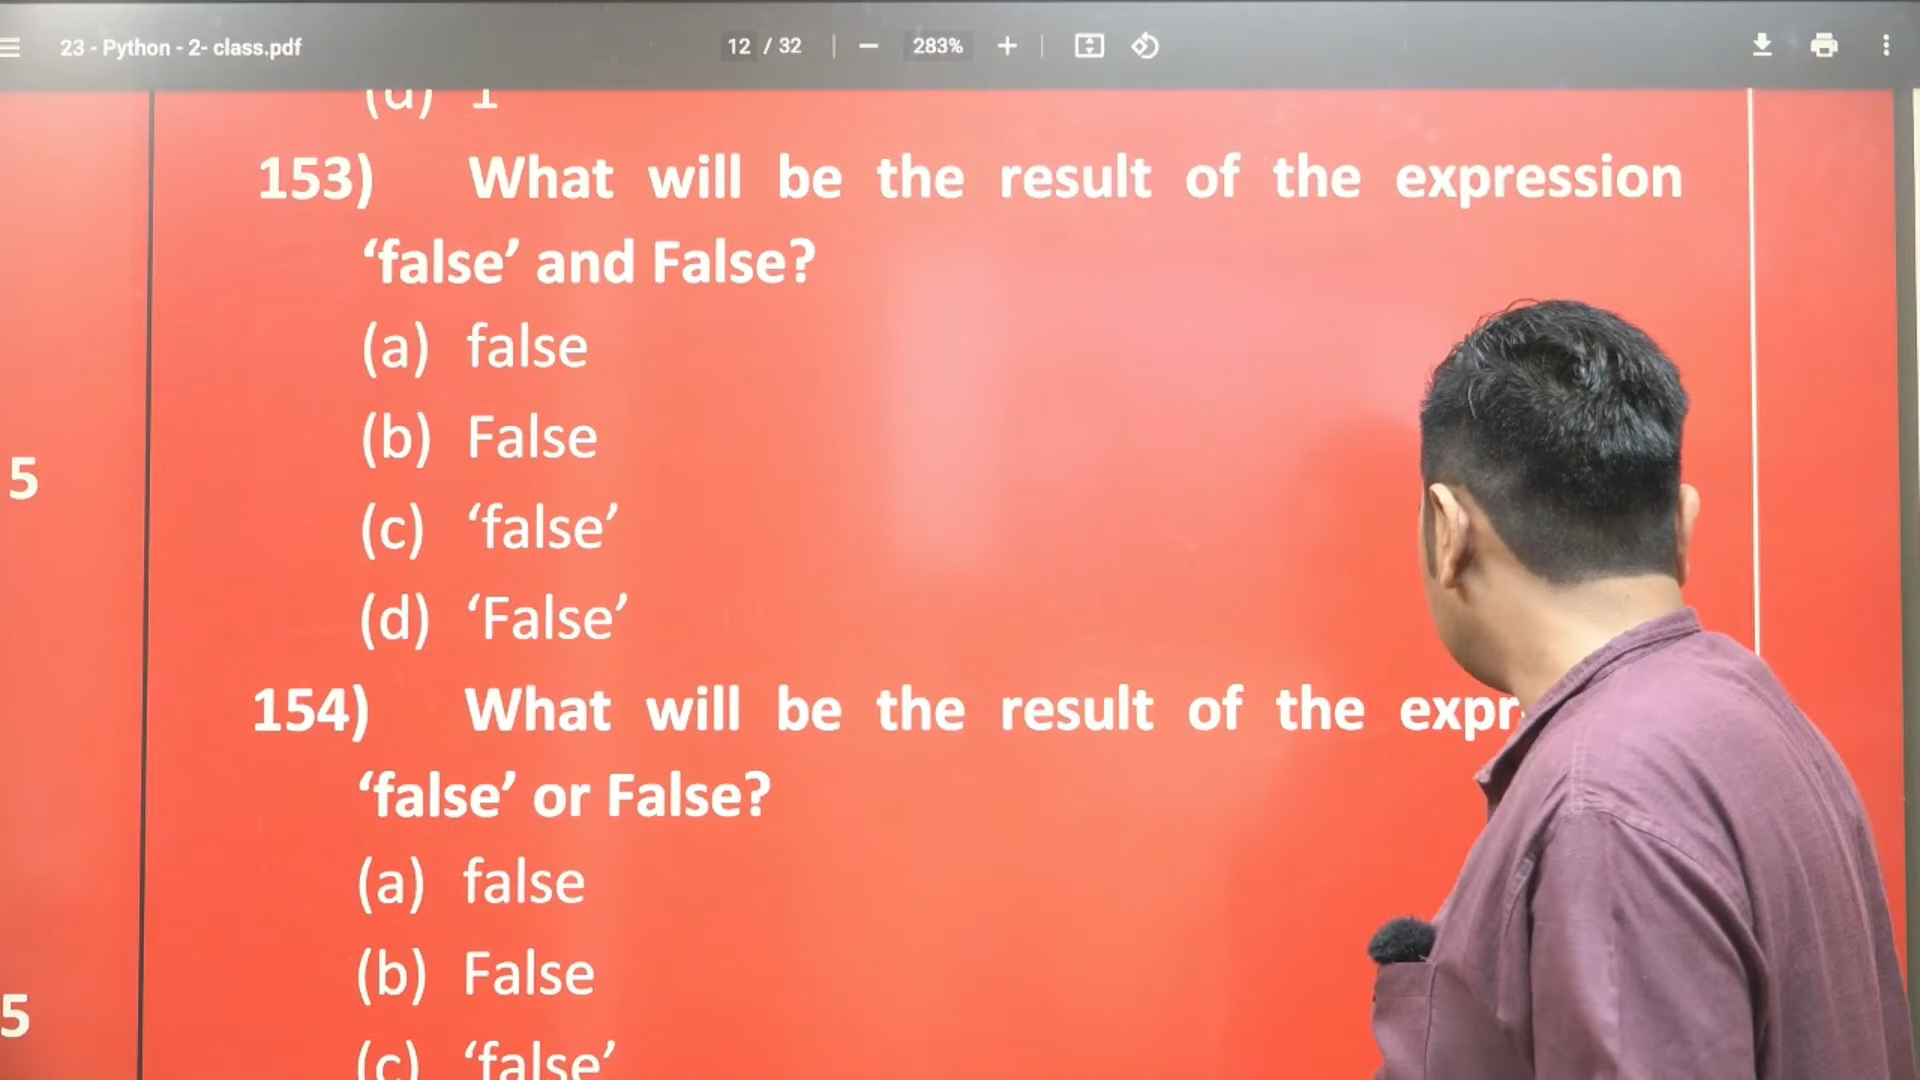 23 - Python - 2- class.pdf
12 / 32
283%
(d) 1
153) What will be the result of the expression
‘false’ and False?
(a) false
(b) False
(c) ‘false’
(d) ‘False’
5
154) What will be the result of the
‘false’ or False?
(a) false
(b) False
5
(c) ‘false’